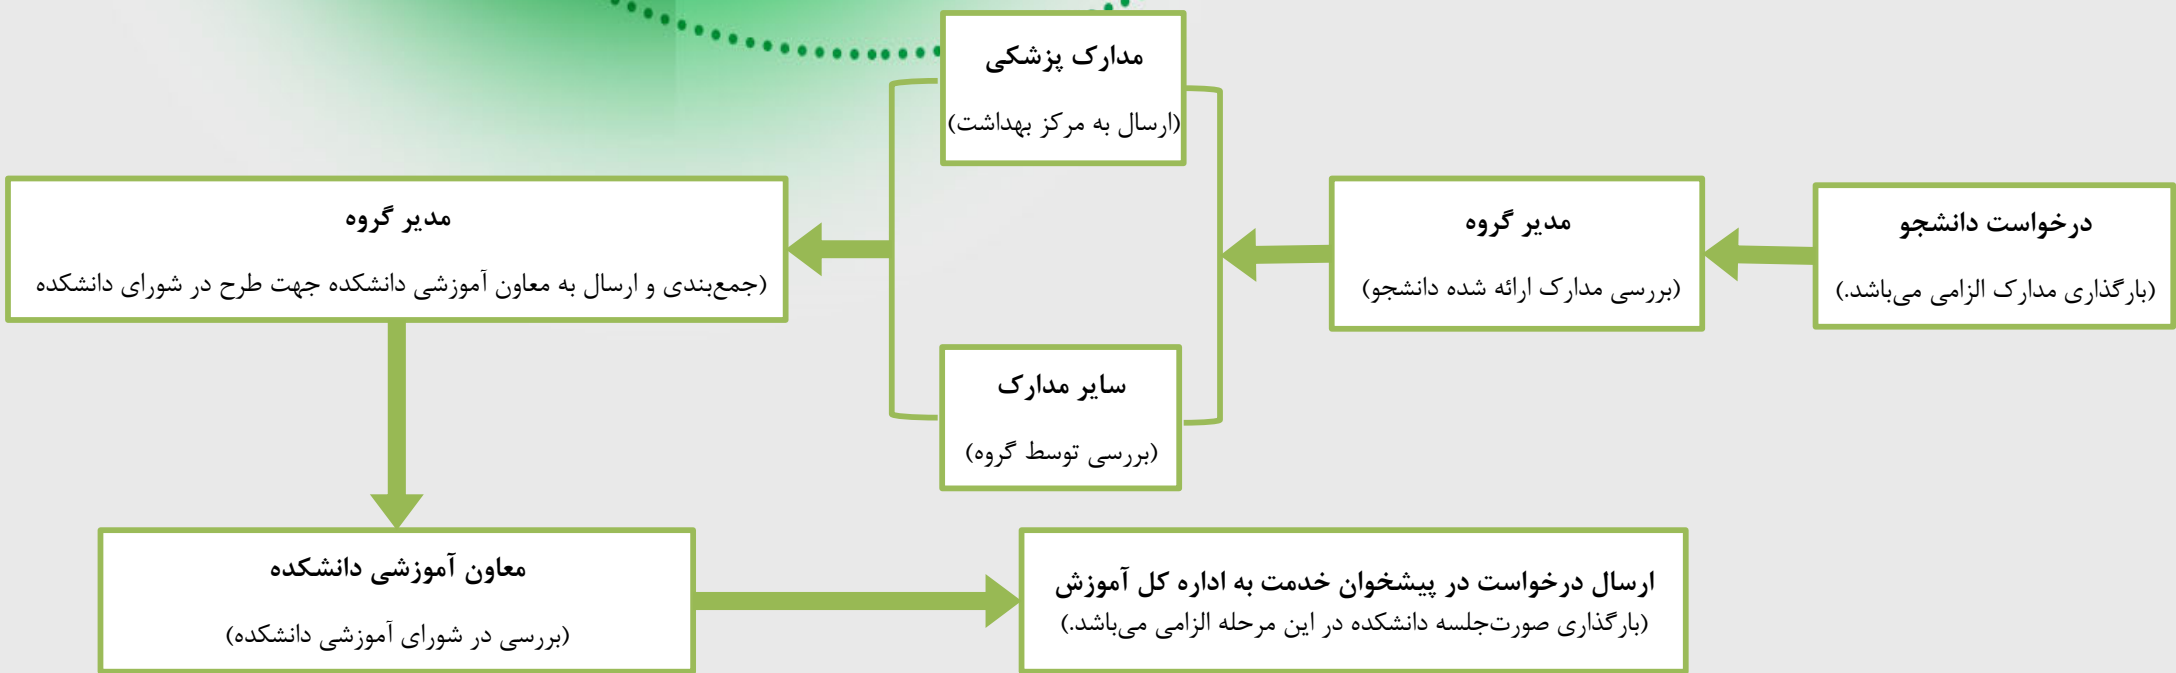 درخواست دانشجو
(بارگذاری مدارک الزامی می‌باشد.)
مدیر گروه
(بررسی مدارک ارائه شده دانشجو)
مدارک پزشکی
(ارسال به مرکز بهداشت)
سایر مدارک
(بررسی توسط گروه)
مدیر گروه
(جمع‌بندی و ارسال به معاون آموزشی دانشکده جهت طرح در شورای دانشکده
معاون آموزشی دانشکده
(بررسی در شورای آموزشی دانشکده)
ارسال درخواست در پیشخوان خدمت به اداره کل آموزش
(بارگذاری صورت‌جلسه دانشکده در این مرحله الزامی می‌باشد.)